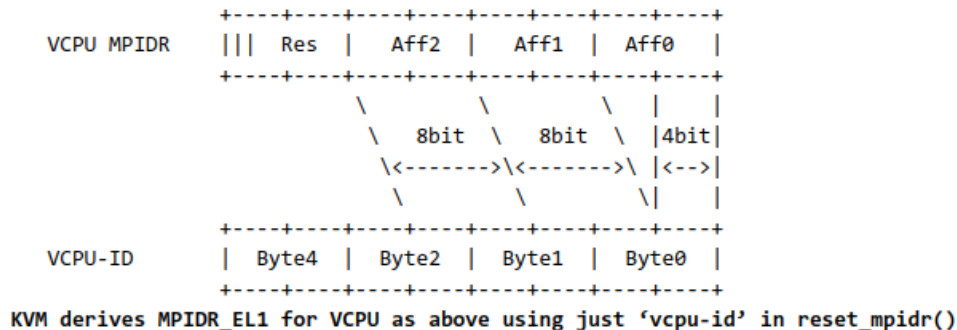 +----+----+----+----+----+----+----+----+
VCPU MPIDR ||| Res | Aff2 | Aff1 | Aff0 |
+----+----+----+----+----+----+----+----+
\ \ \ | |
\ 8bit \ 8bit \ |4bit|
\<------->\<------->\ |<-->|
\ \ \| |
+----+----+----+----+----+----+----+----+
VCPU-ID | Byte4 | Byte2 | Byte1 | Byte0 |
+----+----+----+----+----+----+----+----+
KVM derives MPIDR_EL1 for VCPU as above using just ‘vcpu-id’ in reset_mpidr()